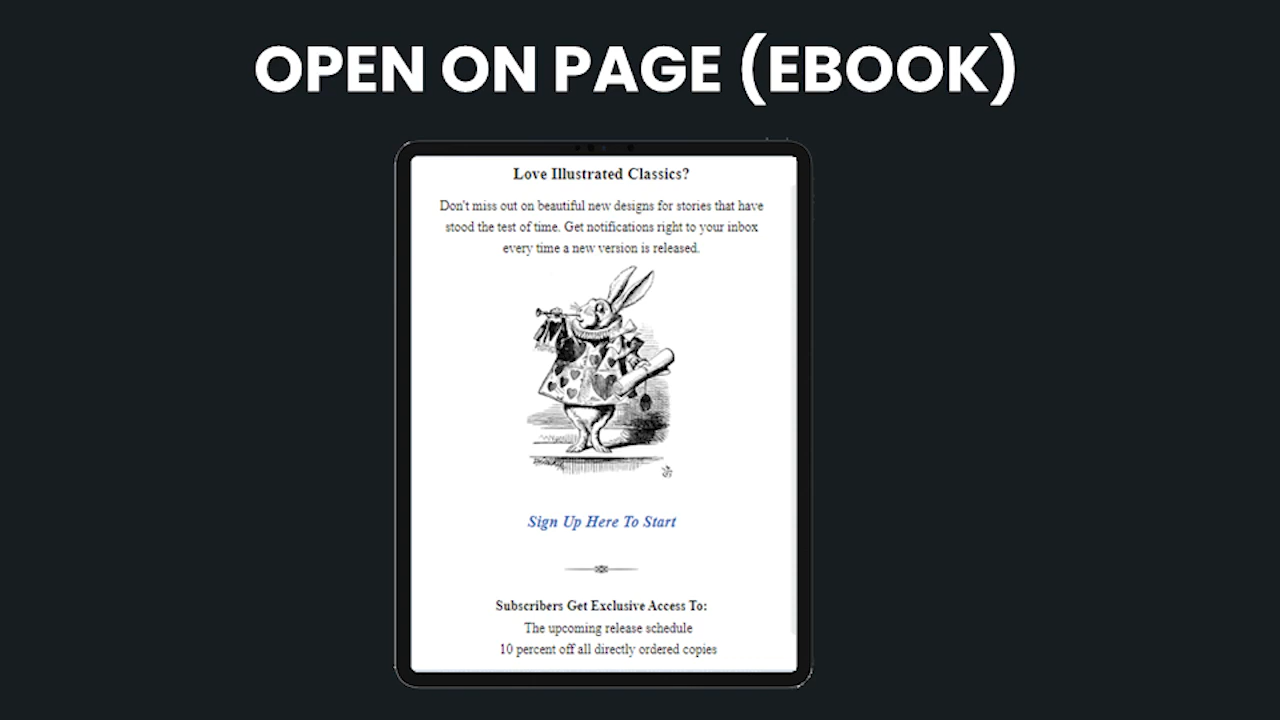 OPEN ON PAGE (EBOOK)
Love Illustrated Classics?
Don't miss out on beautiful new designs for stories that have
stood the test of time. Get notifications right to your inbox
every time a new version is released.
Sign Up Here To Start
Subscribers Get Exclusive Access To:
The upcoming release schedule
10 percent off all directly ordered copies